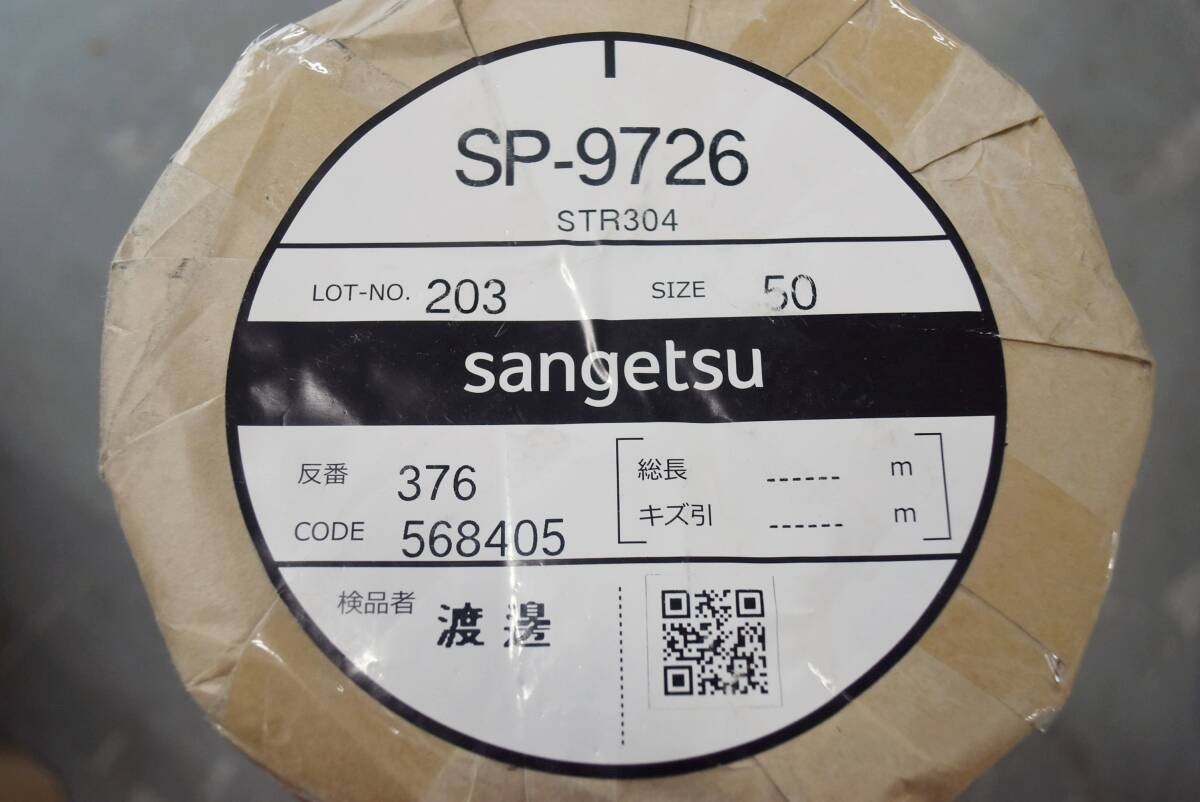 SP-9726
STR304
LOT-NO. 203 SIZE 50
sangetsu
反番 376
CODE 568405
総長 ------ m
キズ引 ------ m
検品者 渡邊